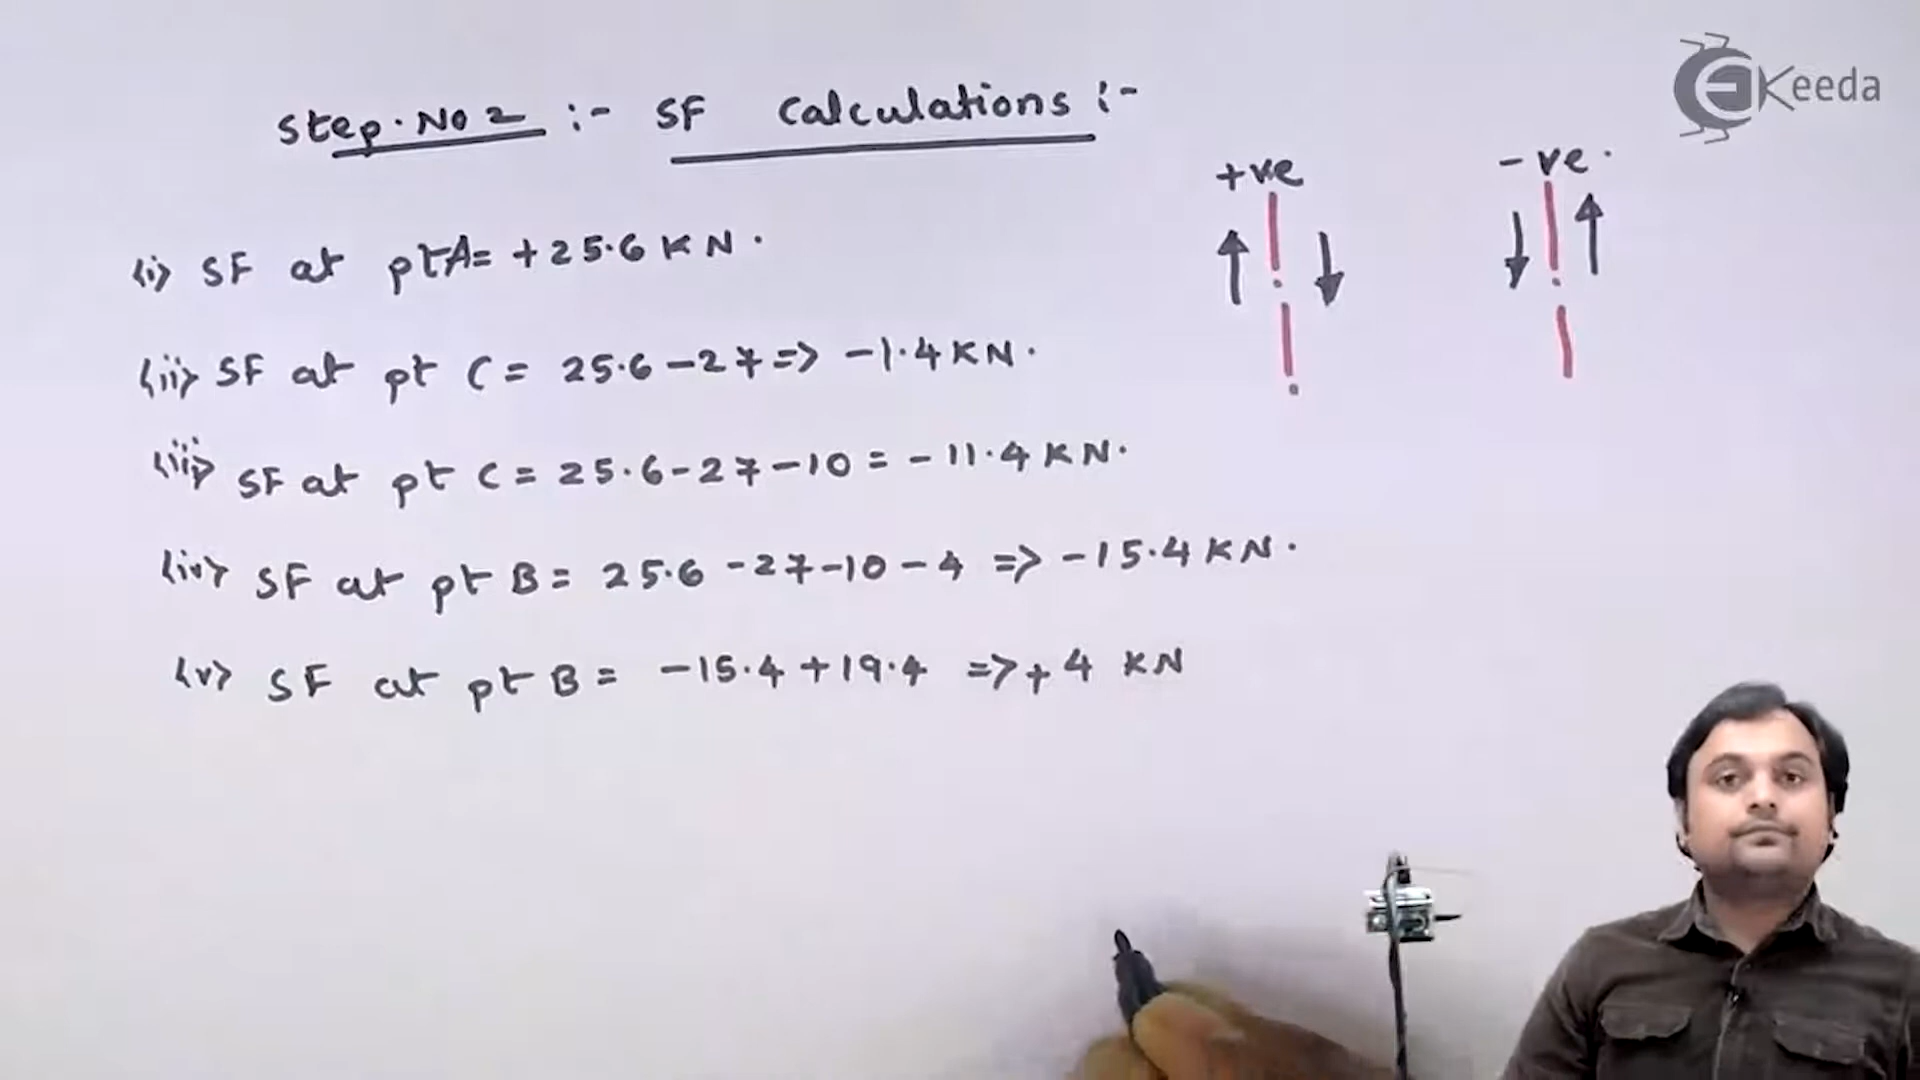 Step.No 2 :- SF Calculations :-
EKeeda
+ve
-ve.
(i) SF at ptA= +25.6 KN.
(ii) SF at pt C = 25.6 -27 => -1.4 KN.
(iii) SF at pt C = 25.6-27-10 = -11.4 KN.
(iv) SF at pt B = 25.6 -27-10-4 => -15.4 KN.
(v) SF at pt B = -15.4 +19.4 => + 4 KN